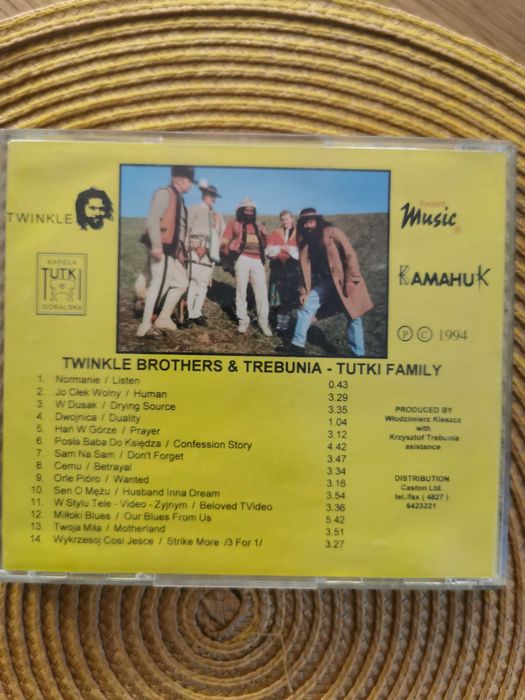 TWINKLE
KAPELA
TUTKI
GÓRALSKA
Music
KAMAHUK
P C 1994
TWINKLE BROTHERS & TREBUNIA - TUTKI FAMILY
1. Normanie / Listen 0.43
2. Jo Cłek Wolny / Human 3.29
3. W Dusak / Drying Source 3.35
4. Dwojnica / Duality 1.04
5. Hań W Górze / Prayer 3.12
6. Posła Baba Do Księdza / Confession Story 4.42
7. Sam Na Sam / Don't Forget 3.47
8. Cemu / Betrayal 3.34
9. Orle Pióro / Wanted 3.16
10. Sen O Mężu / Husband Inna Dream 3.54
11. W Stylu Tele - Video - Zyjnym / Beloved TVideo 3.36
12. Miłoki Blues / Our Blues From Us 5.42
13. Twoja Miła / Motherland 3.51
14. Wykrzesoj Cosi Jesce / Strike More /3 For 1/ 3.27
PRODUCED BY
Włodzimierz Kleszcz
with
Krzysztof Trebunia
asistance
DISTRIBUTION
Caston Ltd.
tel./fax ( 4827 )
6423221